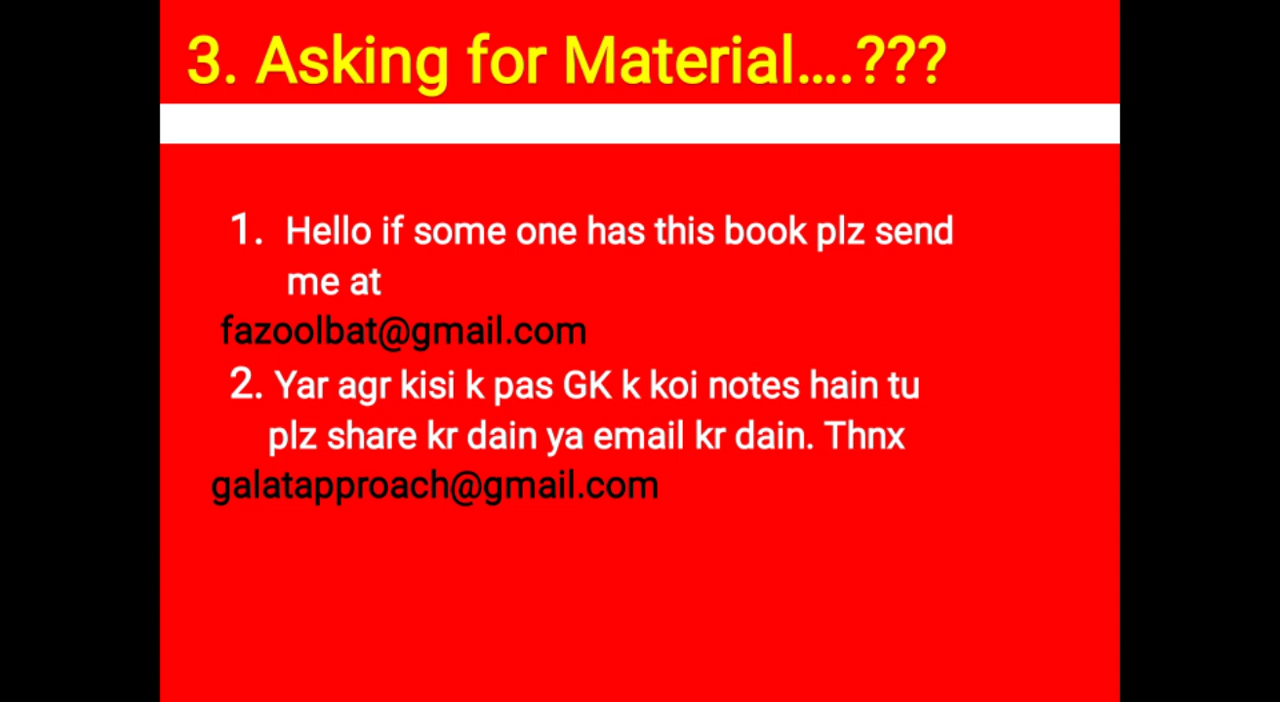 3. Asking for Material....???
1. Hello if some one has this book plz send
me at
fazoolbat@gmail.com
2. Yar agr kisi k pas GK k koi notes hain tu
plz share kr dain ya email kr dain. Thnx
galatapproach@gmail.com